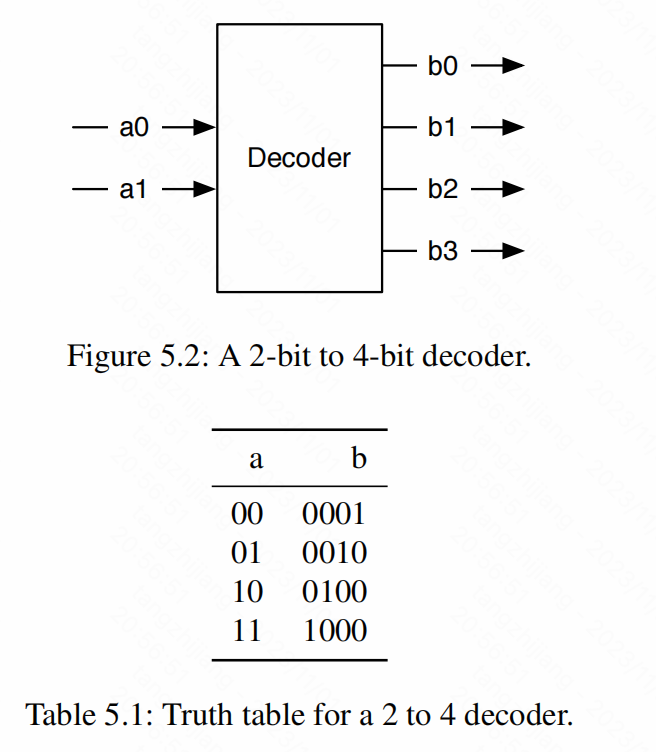 a0
a1
Decoder
b0
b1
b2
b3
Figure 5.2: A 2-bit to 4-bit decoder.
a b
00 0001
01 0010
10 0100
11 1000
Table 5.1: Truth table for a 2 to 4 decoder.